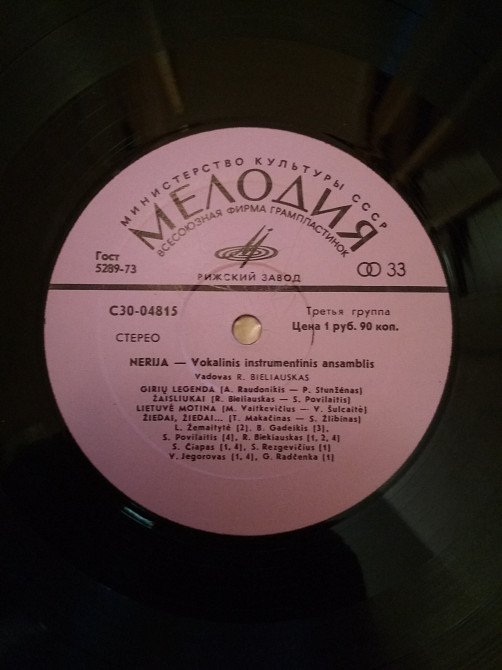 МИНИСТЕРСТВО КУЛЬТУРЫ СССР
МЕЛОДИЯ
ВСЕСОЮЗНАЯ ФИРМА ГРАМПЛАСТИНОК
РИЖСКИЙ ЗАВОД
Гост
5289-73
33
С30-04815
СТЕРЕО
Третья группа
Цена 1 руб. 90 коп.
NERIJA — Vokalinis instrumentinis ansamblis
Vadovas R. BIELIAUSKAS
GIRIŲ LEGENDA (A. Raudonikis — P. Stunžėnas)
ŽAISLIUKAI (R. Bieliauskas — S. Povilaitis)
LIETUVĖ MOTINA (M. Vaitkevičius — V. Šulcaitė)
ŽIEDAI, ŽIEDAI... (T. Makačinas — S. Žlibinas)
L. Žemaitytė (2), B. Gadeikis (3),
S. Povilaitis (4), R. Biekiauskas (1, 2, 4)
S. Čiapas (1, 4), S. Rezgevičius (1)
V. Jegorovas (1, 4), G. Radčenka (1)